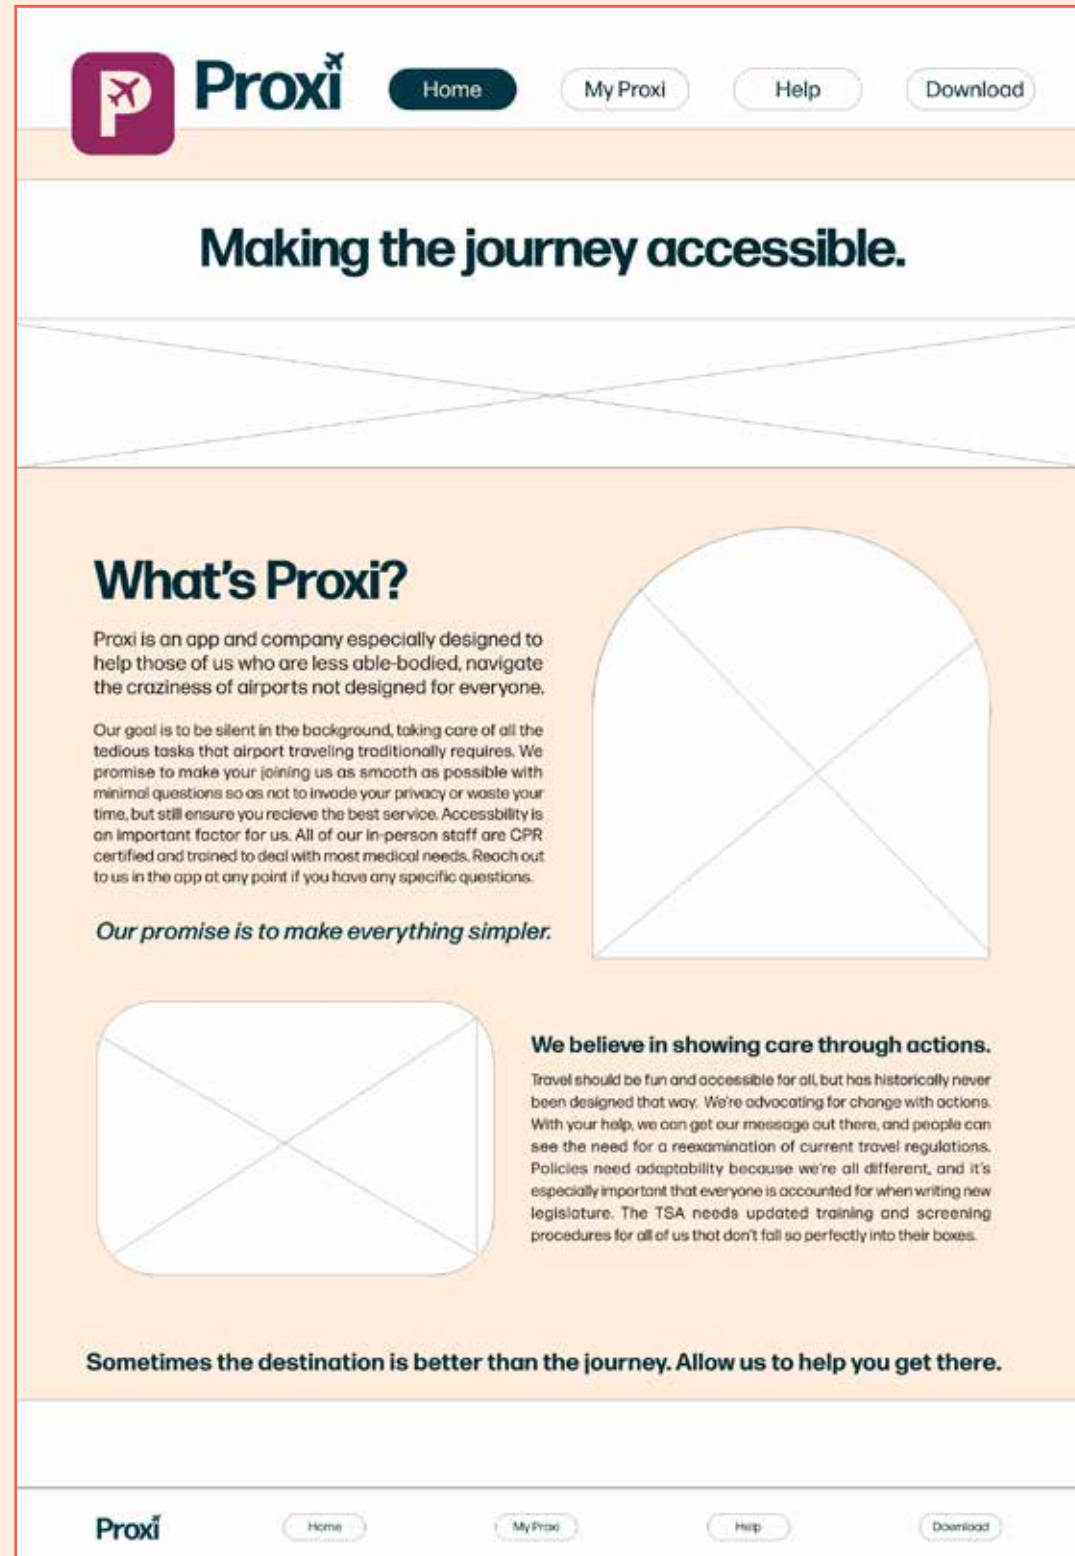 P Proxi Home My Proxi Help Download
Making the journey accessible.
What's Proxi?
Proxi is an app and company especially designed to
help those of us who are less able-bodied, navigate
the craziness of airports not designed for everyone.
Our goal is to be silent in the background, taking care of all the
tedious tasks that airport traveling traditionally requires. We
promise to make your joining us as smooth as possible with
minimal questions so as not to invade your privacy or waste your
time, but still ensure you recieve the best service. Accessbility is
an important factor for us. All of our in-person staff are CPR
certified and trained to deal with most medical needs. Reach out
to us in the app at any point if you have any specific questions.
Our promise is to make everything simpler.
We believe in showing care through actions.
Travel should be fun and accessible for all, but has historically never
been designed that way. We're advocating for change with actions.
With your help, we can get our message out there, and people can
see the need for a reexamination of current travel regulations.
Policies need adaptability because we're all different, and it's
especially important that everyone is accounted for when writing new
legislature. The TSA needs updated training and screening
procedures for all of us that don't fall so perfectly into their boxes.
Sometimes the destination is better than the journey. Allow us to help you get there.
Proxi Home My Proxi Help Download